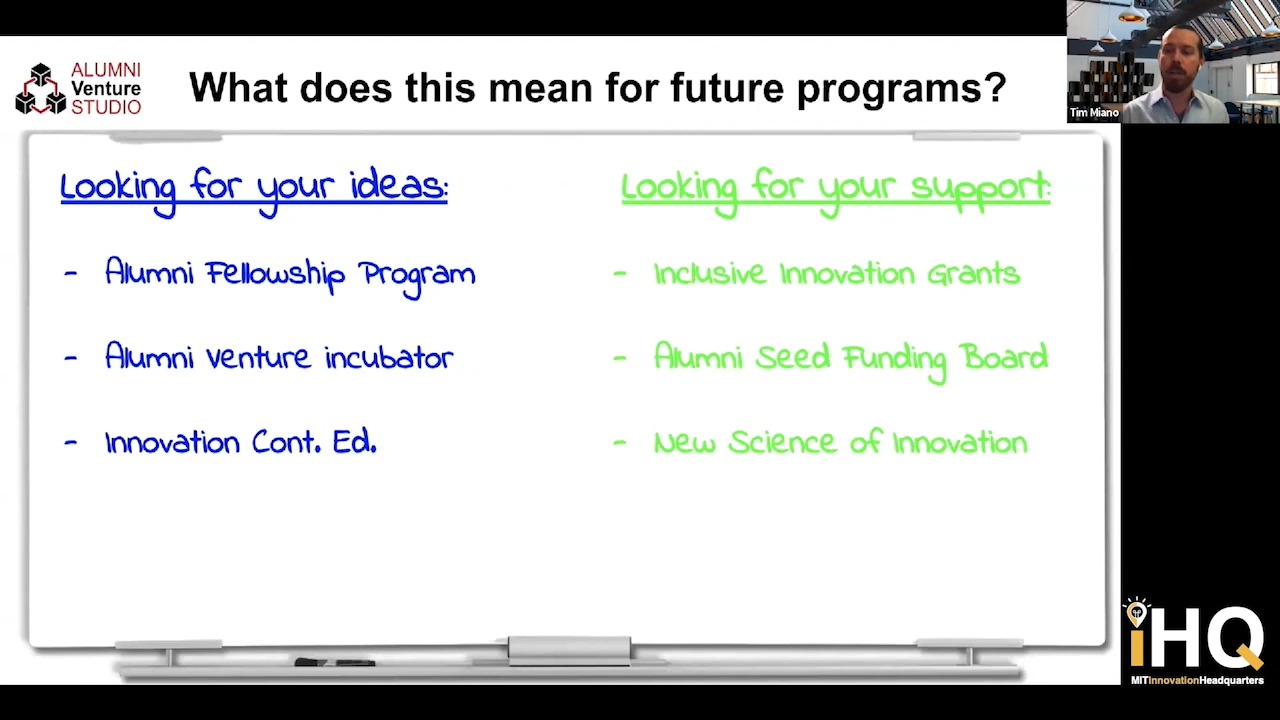 ALUMNI
Venture
STUDIO
What does this mean for future programs?
Tim Miano
Looking for your ideas:
- Alumni Fellowship Program
- Alumni Venture incubator
- Innovation Cont. Ed.
Looking for your support:
- Inclusive Innovation Grants
- Alumni Seed Funding Board
- New Science of Innovation
iHQ
MITInnovationHeadquarters